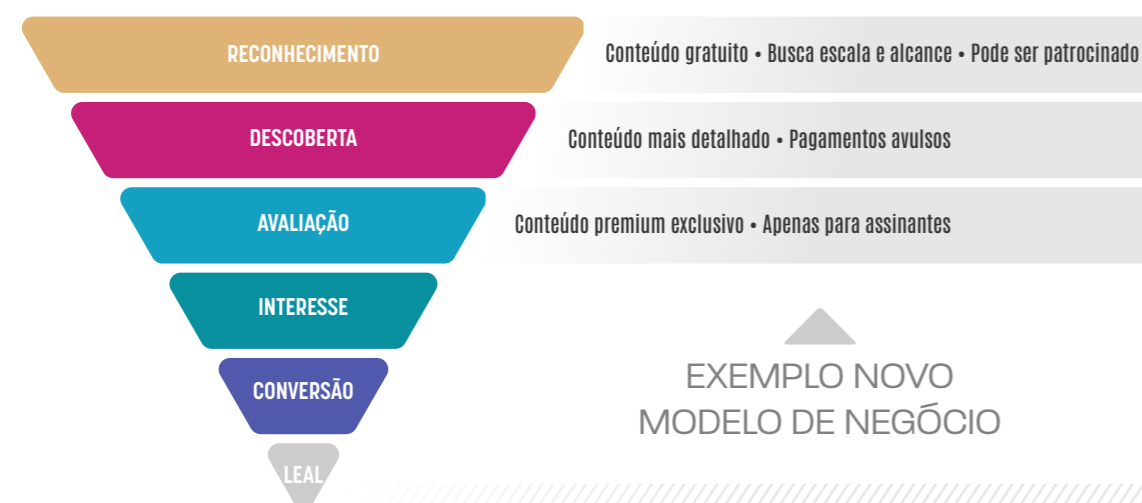 RECONHECIMENTO
Conteúdo gratuito • Busca escala e alcance • Pode ser patrocinado
DESCOBERTA
Conteúdo mais detalhado • Pagamentos avulsos
AVALIAÇÃO
Conteúdo premium exclusivo • Apenas para assinantes
INTERESSE
CONVERSÃO
LEAL
EXEMPLO NOVO
MODELO DE NEGÓCIO